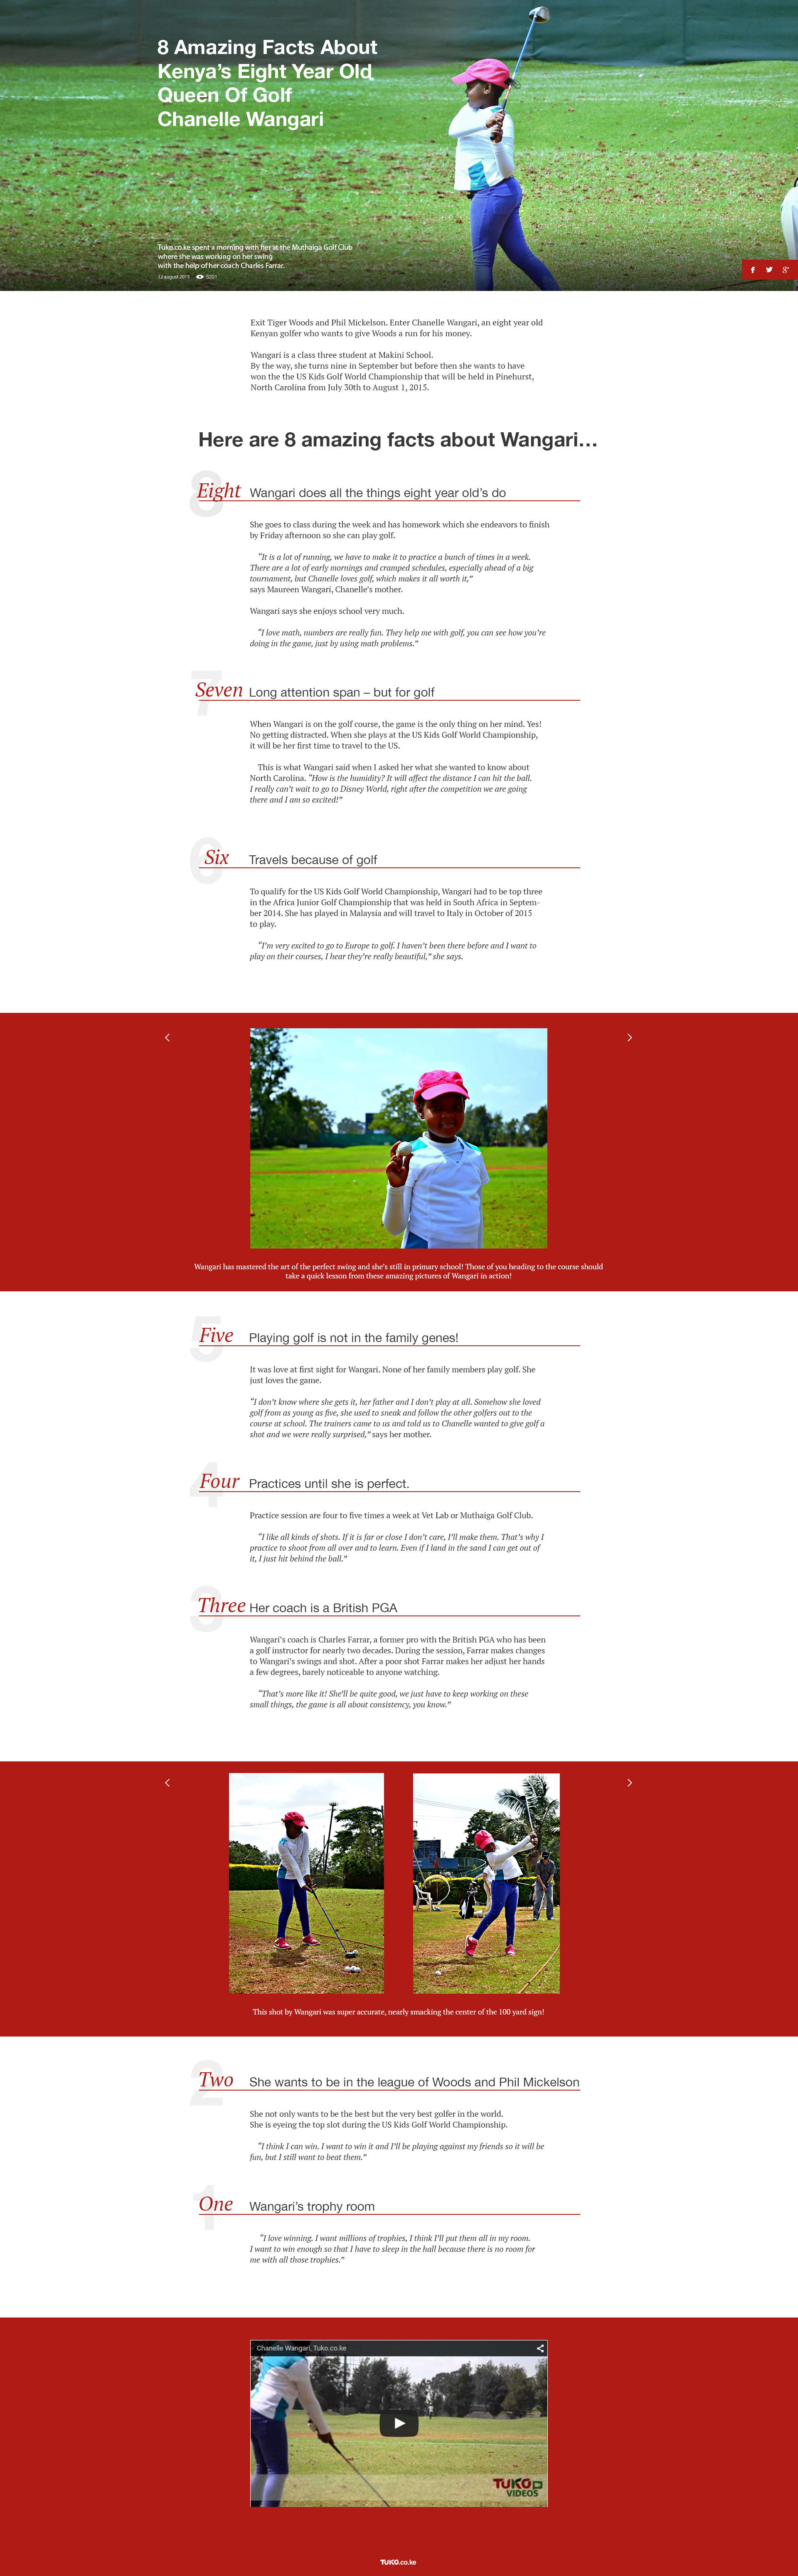 8 Amazing Facts About
Kenya's Eight Year Old
Queen Of Golf
Chanelle Wangari
Tuko.co.ke spent a morning with her at the Muthaiga Golf Club
where she was working on her swing
with the help of her coach Charles Farrar.
12 august 2015 5201
Exit Tiger Woods and Phil Mickelson. Enter Chanelle Wangari, an eight year old
Kenyan golfer who wants to give Woods a run for his money.
Wangari is a class three student at Makini School.
By the way, she turns nine in September but before then she wants to have
won the the US Kids Golf World Championship that will be held in Pinehurst,
North Carolina from July 30th to August 1, 2015.
Here are 8 amazing facts about Wangari…
8
Eight Wangari does all the things eight year old's do
She goes to class during the week and has homework which she endeavors to finish
by Friday afternoon so she can play golf.
“It is a lot of running, we have to make it to practice a bunch of times in a week.
There are a lot of early mornings and cramped schedules, especially ahead of a big
tournament, but Chanelle loves golf, which makes it all worth it,”
says Maureen Wangari, Chanelle's mother.
Wangari says she enjoys school very much.
“I love math, numbers are really fun. They help me with golf, you can see how you're
doing in the game, just by using math problems.”
7
Seven Long attention span – but for golf
When Wangari is on the golf course, the game is the only thing on her mind. Yes!
No getting distracted. When she plays at the US Kids Golf World Championship,
it will be her first time to travel to the US.
This is what Wangari said when I asked her what she wanted to know about
North Carolina. “How is the humidity? It will affect the distance I can hit the ball.
I really can't wait to go to Disney World, right after the competition we are going
there and I am so excited!”
6
Six Travels because of golf
To qualify for the US Kids Golf World Championship, Wangari had to be top three
in the Africa Junior Golf Championship that was held in South Africa in Septem-
ber 2014. She has played in Malaysia and will travel to Italy in October of 2015
to play.
“I'm very excited to go to Europe to golf. I haven't been there before and I want to
play on their courses, I hear they're really beautiful,” she says.
Wangari has mastered the art of the perfect swing and she's still in primary school! Those of you heading to the course should
take a quick lesson from these amazing pictures of Wangari in action!
5
Five Playing golf is not in the family genes!
It was love at first sight for Wangari. None of her family members play golf. She
just loves the game.
“I don't know where she gets it, her father and I don't play at all. Somehow she loved
golf from as young as five, she used to sneak and follow the other golfers out to the
course at school. The trainers came to us and told us to Chanelle wanted to give golf a
shot and we were really surprised,” says her mother.
4
Four Practices until she is perfect.
Practice session are four to five times a week at Vet Lab or Muthaiga Golf Club.
“I like all kinds of shots. If it is far or close I don't care, I'll make them. That's why I
practice to shoot from all over and to learn. Even if I land in the sand I can get out of
it, I just hit behind the ball.”
3
Three Her coach is a British PGA
Wangari's coach is Charles Farrar, a former pro with the British PGA who has been
a golf instructor for nearly two decades. During the session, Farrar makes changes
to Wangari's swings and shot. After a poor shot Farrar makes her adjust her hands
a few degrees, barely noticeable to anyone watching.
“That's more like it! She'll be quite good, we just have to keep working on these
small things, the game is all about consistency, you know.”
This shot by Wangari was super accurate, nearly smacking the center of the 100 yard sign!
2
Two She wants to be in the league of Woods and Phil Mickelson
She not only wants to be the best but the very best golfer in the world.
She is eyeing the top slot during the US Kids Golf World Championship.
“I think I can win. I want to win it and I'll be playing against my friends so it will be
fun, but I still want to beat them.”
1
One Wangari's trophy room
“I love winning. I want millions of trophies, I think I'll put them all in my room.
I want to win enough so that I have to sleep in the hall because there is no room for
me with all those trophies.”
Chanelle Wangari, Tuko.co.ke
TUKO
VIDEOS
TUKO.co.ke